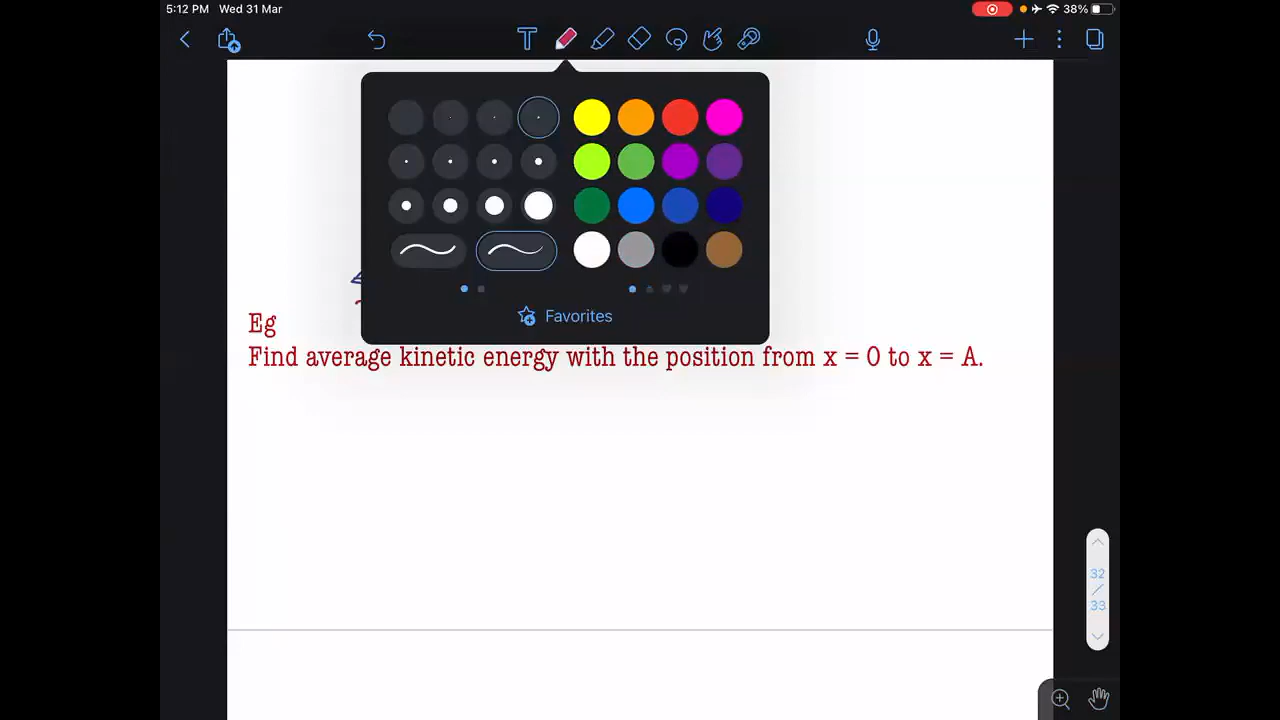 5:12 PM Wed 31 Mar
38%
T
Favorites
Eg
Find average kinetic energy with the position from x = 0 to x = A.
32
/
33